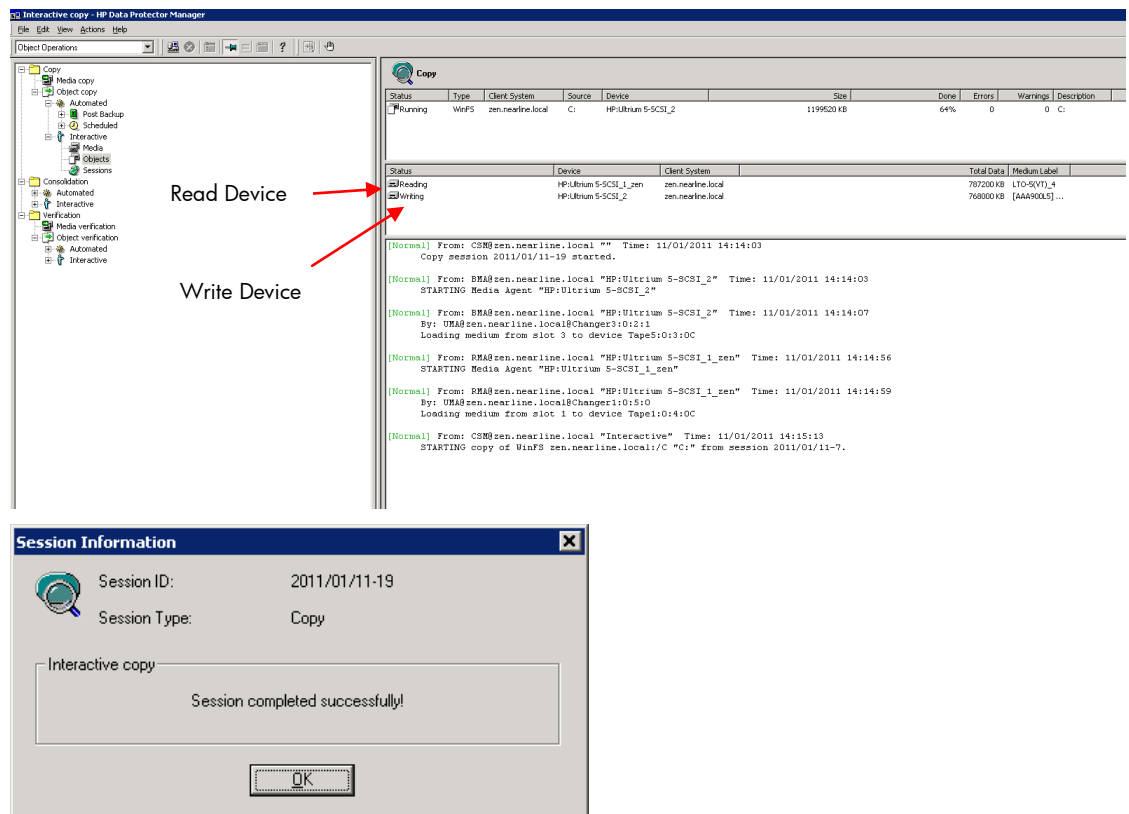 Interactive copy - HP Data Protector Manager
File Edit View Actions Help
Object Operations
Copy
Media copy
Object copy
Automated
Post Backup
Scheduled
Interactive
Media
Objects
Sessions
Consolidation
Automated
Interactive
Verification
Media verification
Object verification
Automated
Interactive
Read Device
Write Device
Copy
Status Type Client System Source Device Size Done Errors Warnings Description
Running WinFS zen.nearline.local C: HP:Ultrium 5-SCSI_2 1199520 KB 64% 0 0 C:
Status Device Client System Total Data Medium Label
Reading HP:Ultrium 5-SCSI_1_zen zen.nearline.local 787200 KB LTO-5(VT)_4
Writing HP:Ultrium 5-SCSI_2 zen.nearline.local 768000 KB [AAA900L5] ...
[Normal] From: CSM@zen.nearline.local "" Time: 11/01/2011 14:14:03
Copy session 2011/01/11-19 started.
[Normal] From: BMA@zen.nearline.local "HP:Ultrium 5-SCSI_2" Time: 11/01/2011 14:14:03
STARTING Media Agent "HP:Ultrium 5-SCSI_2"
[Normal] From: BMA@zen.nearline.local "HP:Ultrium 5-SCSI_2" Time: 11/01/2011 14:14:07
By: UMA@zen.nearline.local@Changer3:0:2:1
Loading medium from slot 3 to device Tape5:0:3:0C
[Normal] From: RMA@zen.nearline.local "HP:Ultrium 5-SCSI_1_zen" Time: 11/01/2011 14:14:56
STARTING Media Agent "HP:Ultrium 5-SCSI_1_zen"
[Normal] From: RMA@zen.nearline.local "HP:Ultrium 5-SCSI_1_zen" Time: 11/01/2011 14:14:59
By: UMA@zen.nearline.local@Changer1:0:5:0
Loading medium from slot 1 to device Tape1:0:4:0C
[Normal] From: CSM@zen.nearline.local "Interactive" Time: 11/01/2011 14:15:13
STARTING copy of WinFS zen.nearline.local:/C "C:" from session 2011/01/11-7.
Session Information
Session ID: 2011/01/11-19
Session Type: Copy
Interactive copy
Session completed successfully!
OK